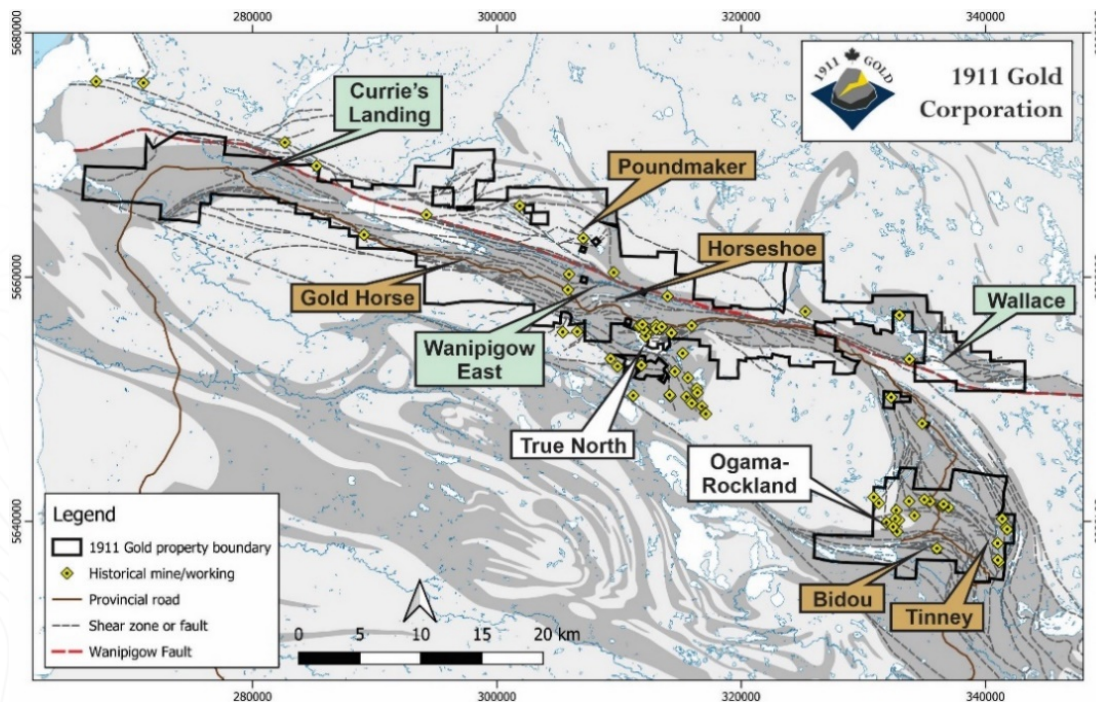 280000
300000
320000
340000
5680000
5660000
5640000
1911 GOLD
1911 Gold
Corporation
Currie's
Landing
Poundmaker
Horseshoe
Wallace
Gold Horse
Wanipigow
East
True North
Ogama-
Rockland
Bidou
Tinney
Legend
1911 Gold property boundary
Historical mine/working
Provincial road
Shear zone or fault
Wanipigow Fault
0 5 10 15 20 km
280000
300000
320000
340000